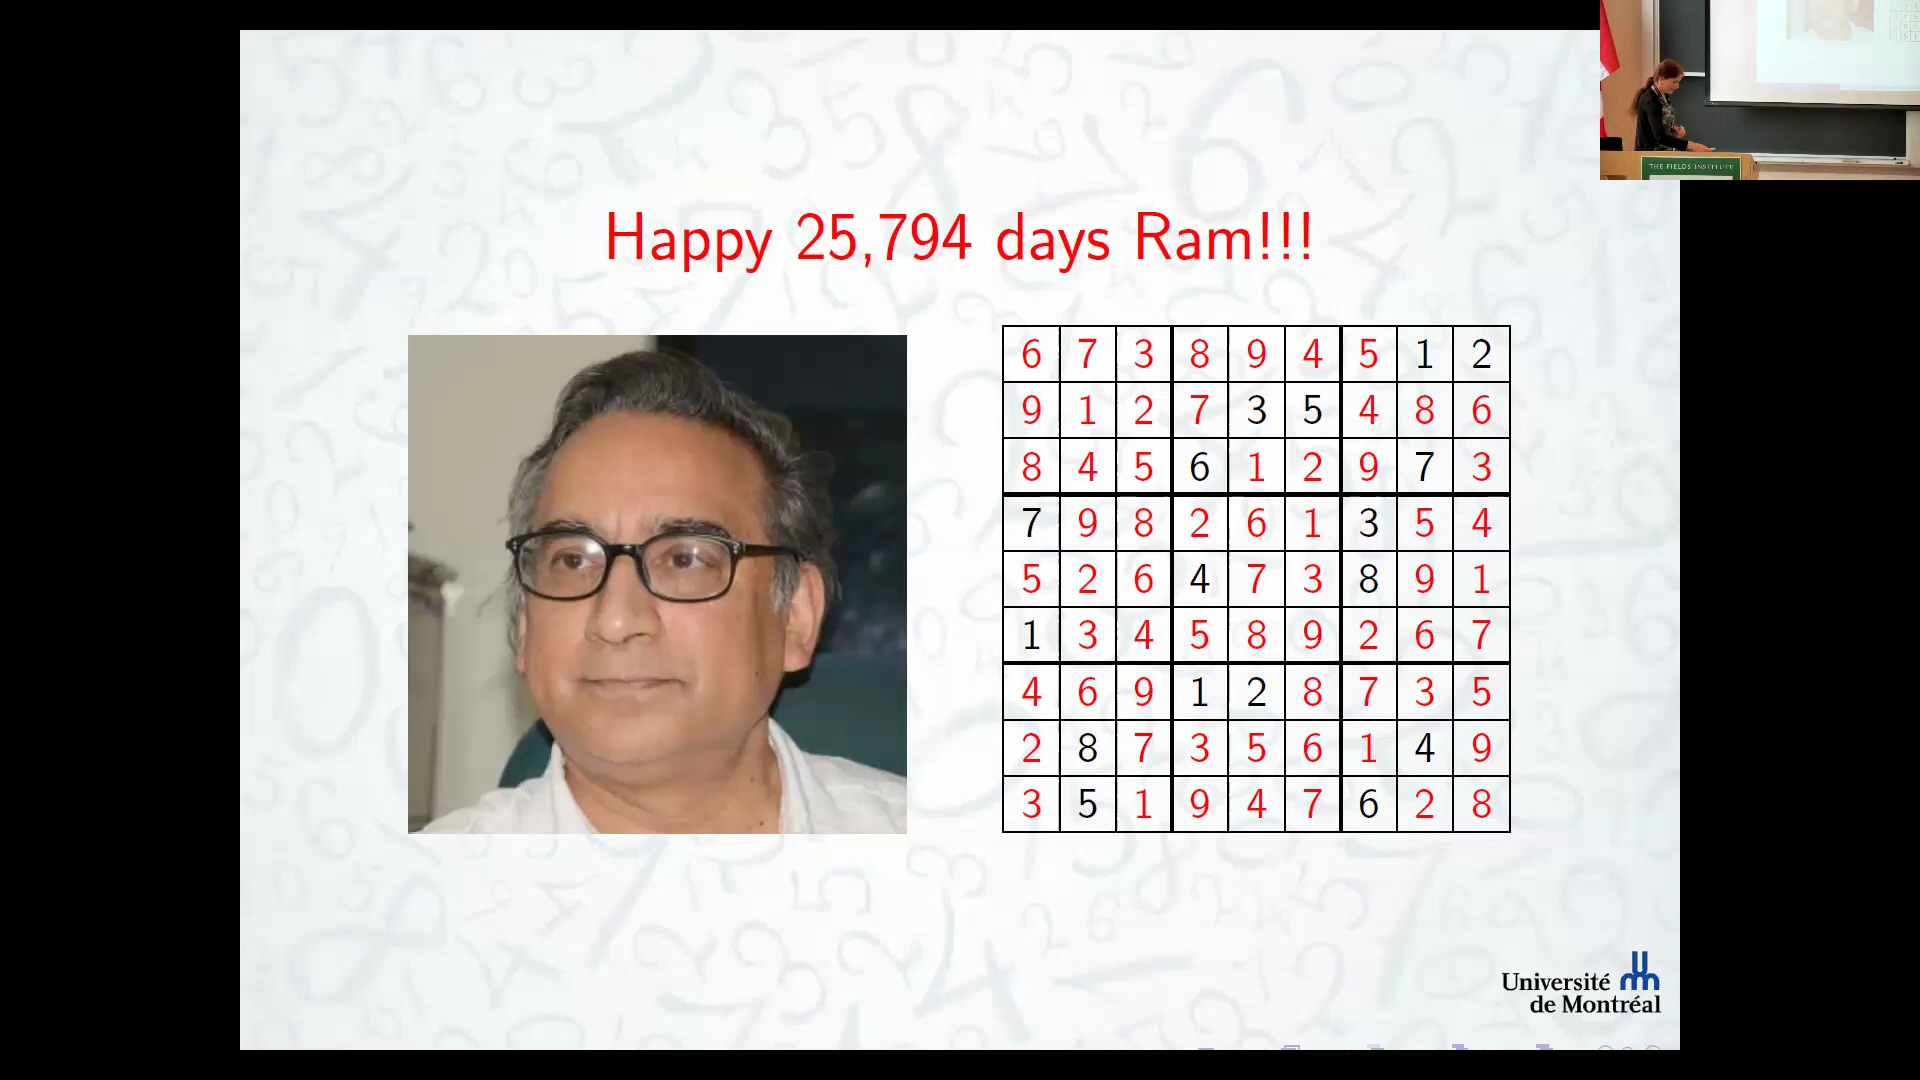 THE FIELDS INSTITUTE
Happy 25,794 days Ram!!!
6 7 3 8 9 4 5 1 2
9 1 2 7 3 5 4 8 6
8 4 5 6 1 2 9 7 3
7 9 8 2 6 1 3 5 4
5 2 6 4 7 3 8 9 1
1 3 4 5 8 9 2 6 7
4 6 9 1 2 8 7 3 5
2 8 7 3 5 6 1 4 9
3 5 1 9 4 7 6 2 8
Université
de Montréal